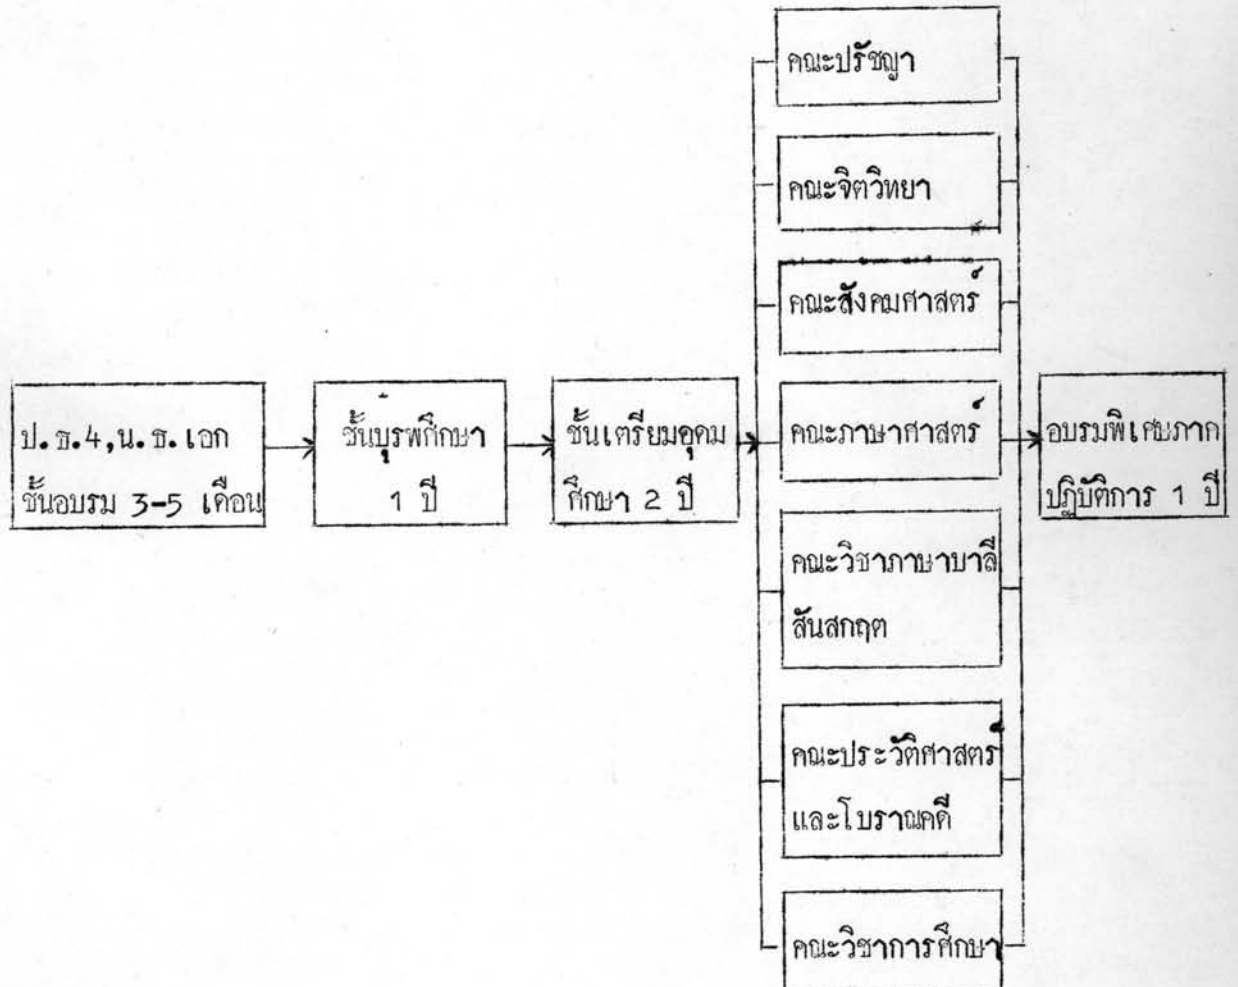 ป.ธ.4,น.ธ.เอก
ชั้นอบรม 3-5 เดือน
ชั้นบุรพศึกษา
1 ปี
ชั้นเตรียมอุดม
ศึกษา 2 ปี
คณะปรัชญา
คณะจิตวิทยา
คณะสังคมศาสตร์
คณะภาษาศาสตร์
คณะวิชาภาษาบาลี
สันสกฤต
คณะประวัติศาสตร์
และโบราณคดี
คณะวิชาการศึกษา
อบรมพิเศษภาค
ปฏิบัติการ 1 ปี